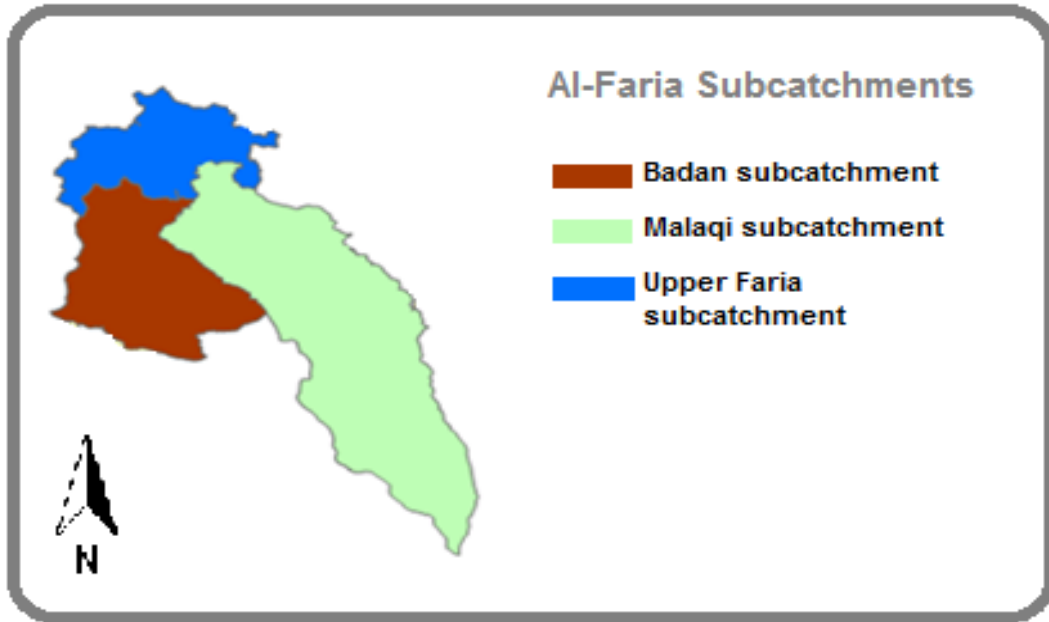 Al-Faria Subcatchments
Badan subcatchment
Malaqi subcatchment
Upper Faria
subcatchment
N